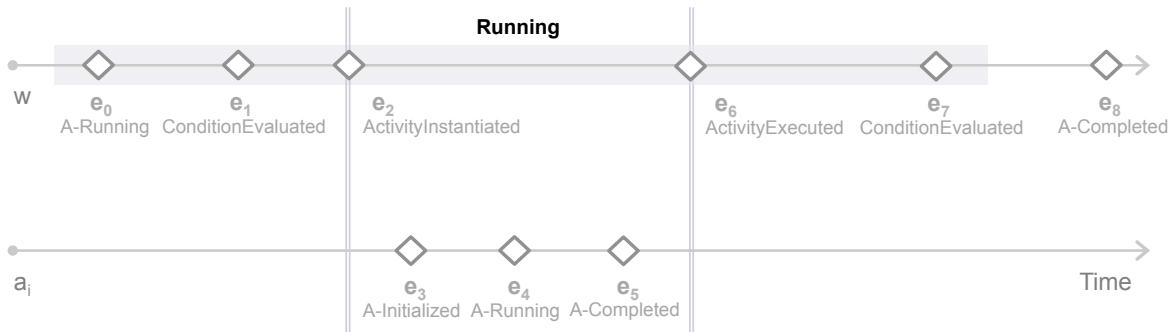 Running
w
e0 e1 e2 e6 e7 e8
A-Running ConditionEvaluated ActivityInstantiated ActivityExecuted ConditionEvaluated A-Completed
ai Time
e3 e4 e5
A-Initialized A-Running A-Completed